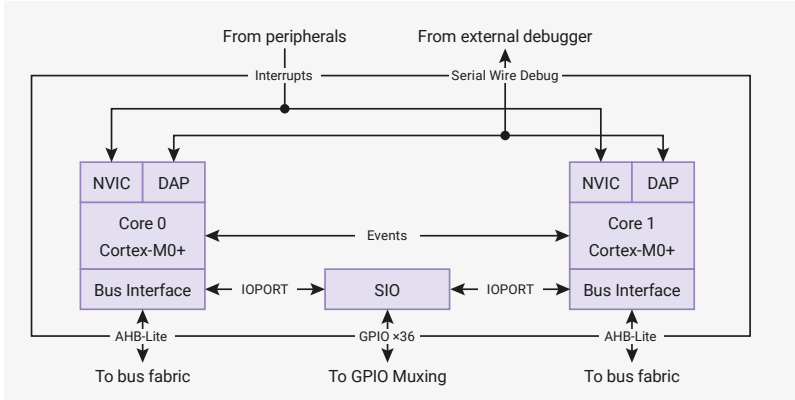 From peripherals
From external debugger
Interrupts
Serial Wire Debug
NVIC
DAP
NVIC
DAP
Core 0
Cortex-M0+
Events
Core 1
Cortex-M0+
Bus Interface
IOPORT
SIO
IOPORT
Bus Interface
AHB-Lite
GPIO ×36
AHB-Lite
To bus fabric
To GPIO Muxing
To bus fabric